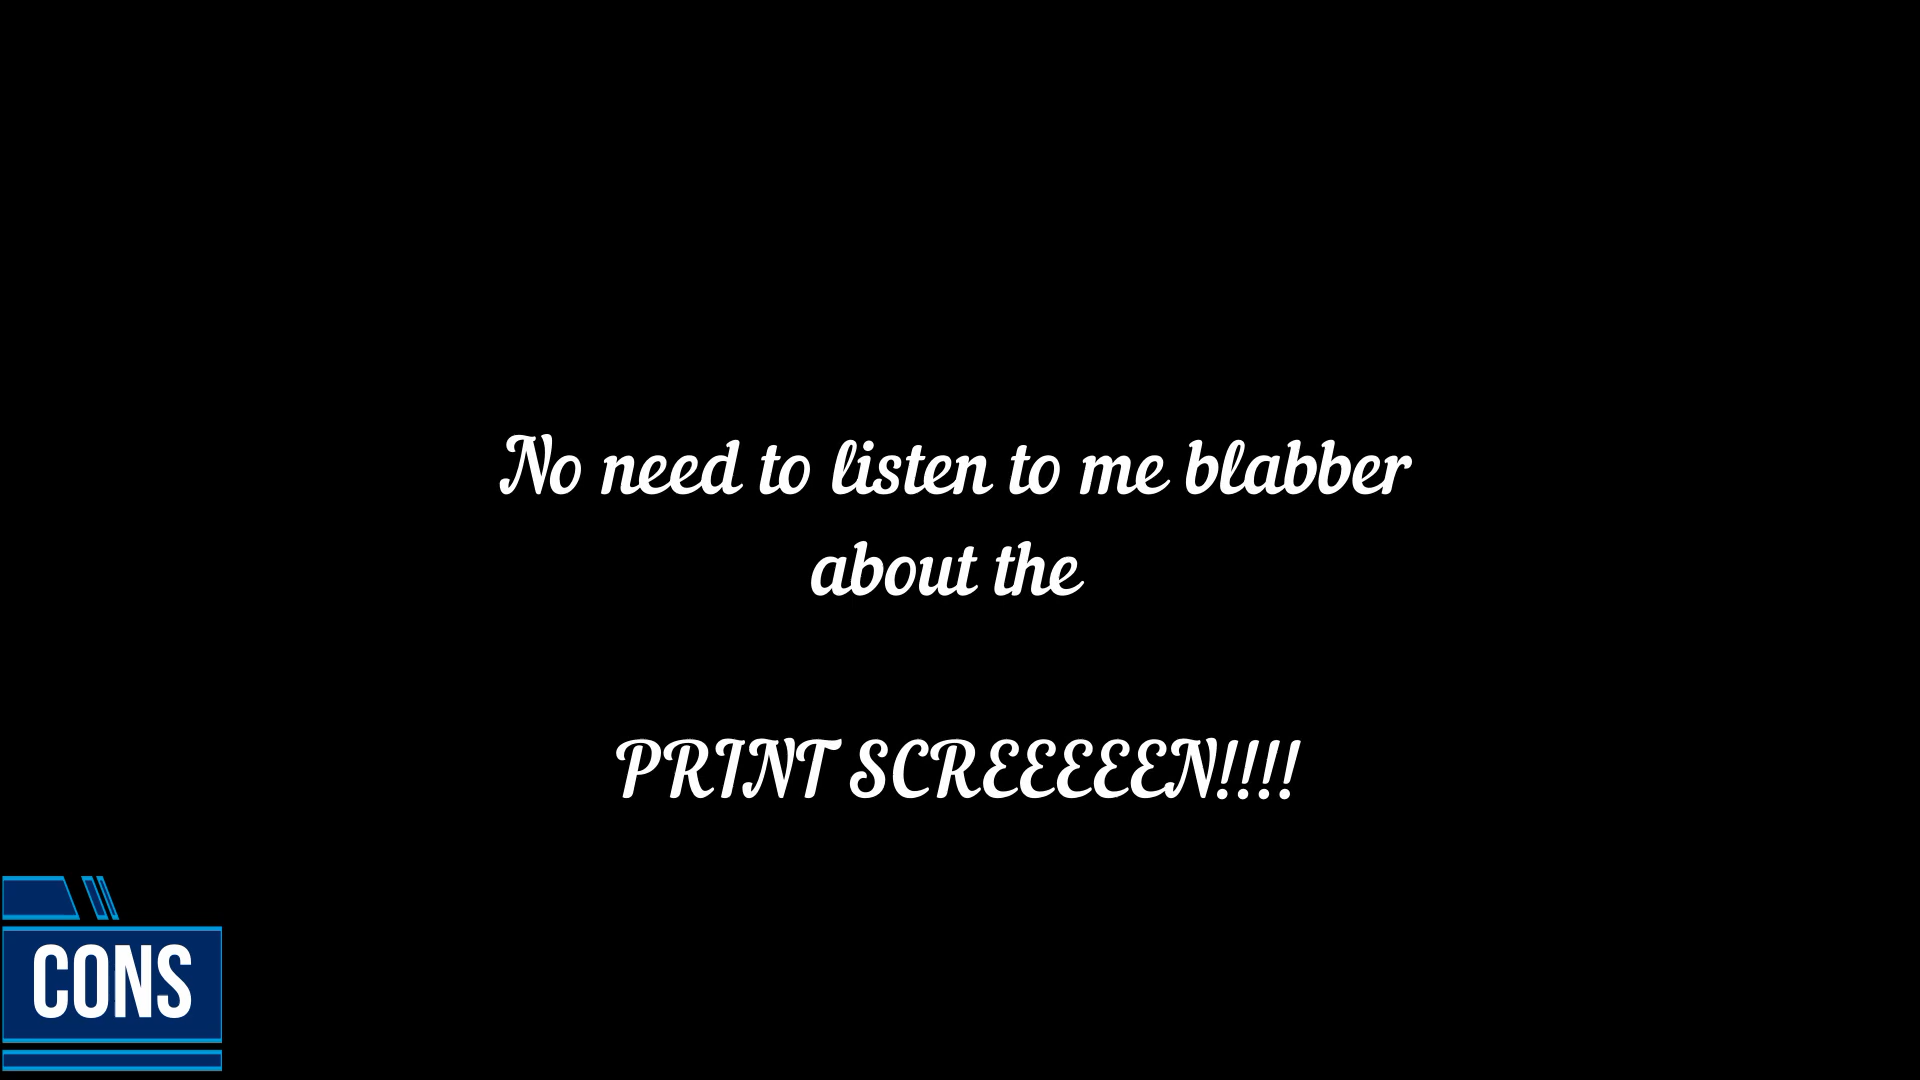 No need to listen to me blabber
about the
PRINT SCREEEEEN!!!!
CONS